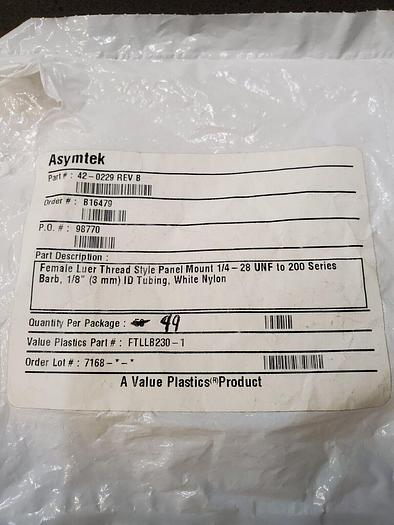 Asymtek
Part # : 42-0229 REV B
Order # : B16479
P.O. # : 98770
Part Description :
Female Luer Thread Style Panel Mount 1/4 - 28 UNF to 200 Series
Barb, 1/8" (3 mm) ID Tubing, White Nylon
Quantity Per Package : 49
Value Plastics Part # : FTLLB230-1
Order Lot # : 7168-*-*
A Value Plastics(R)Product